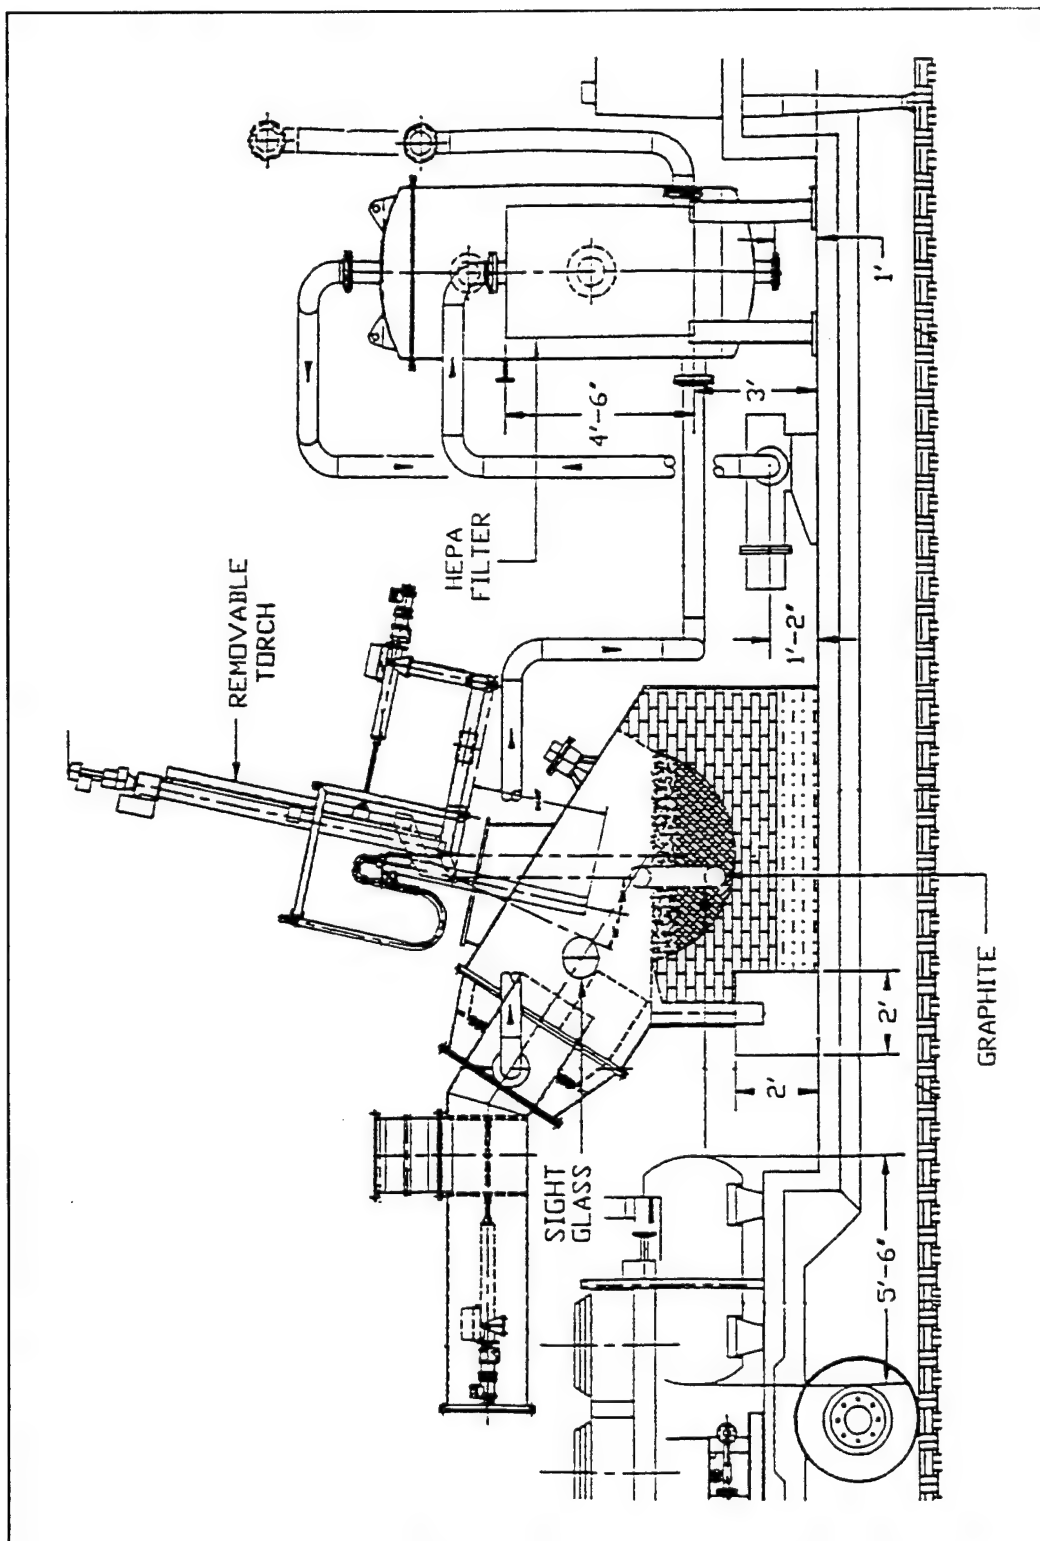 REMOVABLE
TORCH
HEPA
FILTER
4'-6"
3'
1'
1'-2"
SIGHT
GLASS
2'
2'
5'-6"
GRAPHITE